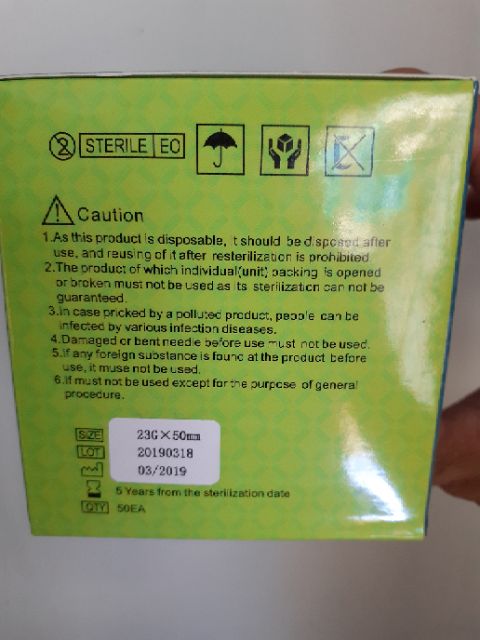 STERILE EO
Caution
1.As this product is disposable, it should be disposed after
use, and reusing of it after resterilization is prohibited.
2.The product of which individual(unit) packing is opened
or broken must not be used as its sterilization can not be
guaranteed.
3.In case pricked by a polluted product, people can be
infected by various infection diseases.
4.Damaged or bent needle before use must not be used.
5.If any foreign substance is found at the product before
use, it muse not be used.
6.If must not be used except for the purpose of general
procedure.
SIZE 23G×50mm
LOT 20190318
03/2019
5 Years from the sterilization date
QTY 50EA